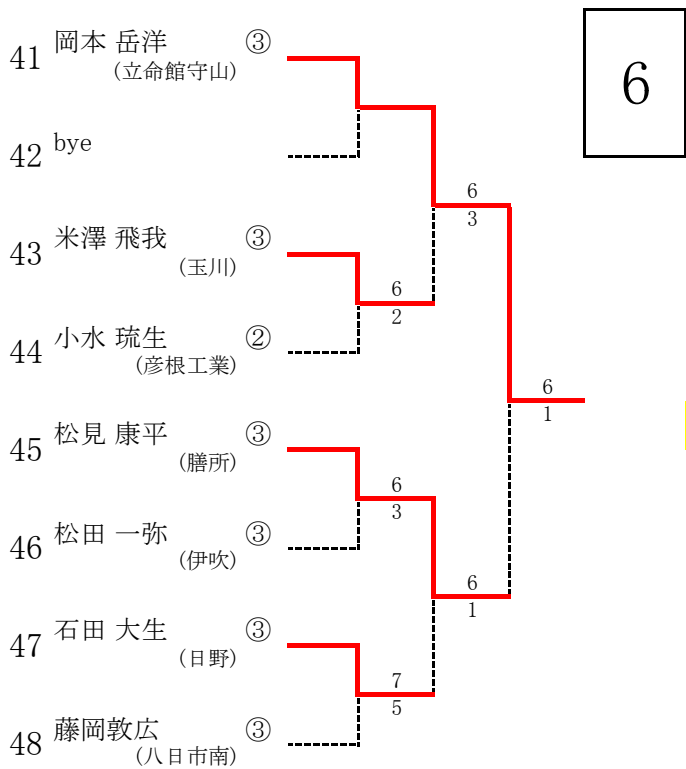 6
41 岡本 岳洋 ③
(立命館守山)
42 bye
6
3
43 米澤 飛我 ③
(玉川)
6
2
44 小水 琉生 ②
(彦根工業)
6
1
45 松見 康平 ③
(膳所)
6
3
46 松田 一弥 ③
(伊吹)
6
1
47 石田 大生 ③
(日野)
7
5
48 藤岡敦広 ③
(八日市南)